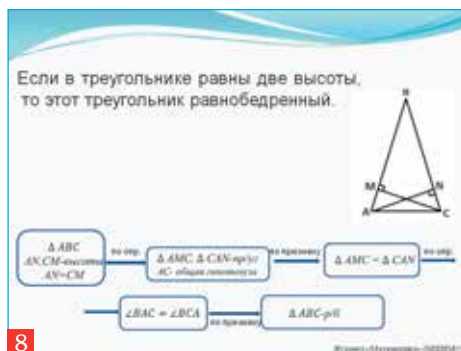 Если в треугольнике равны две высоты,
то этот треугольник равнобедренный.
B
M
N
A
C
Δ ABC
AN,CM-высоты
AN=CM
по опр.
Δ AMC, Δ CAN-пр/уг
AC- общая гипотенуза
по признаку
Δ AMC = Δ CAN
по опр.
∠BAC = ∠BCA
по признаку
Δ ABC-р/б
8